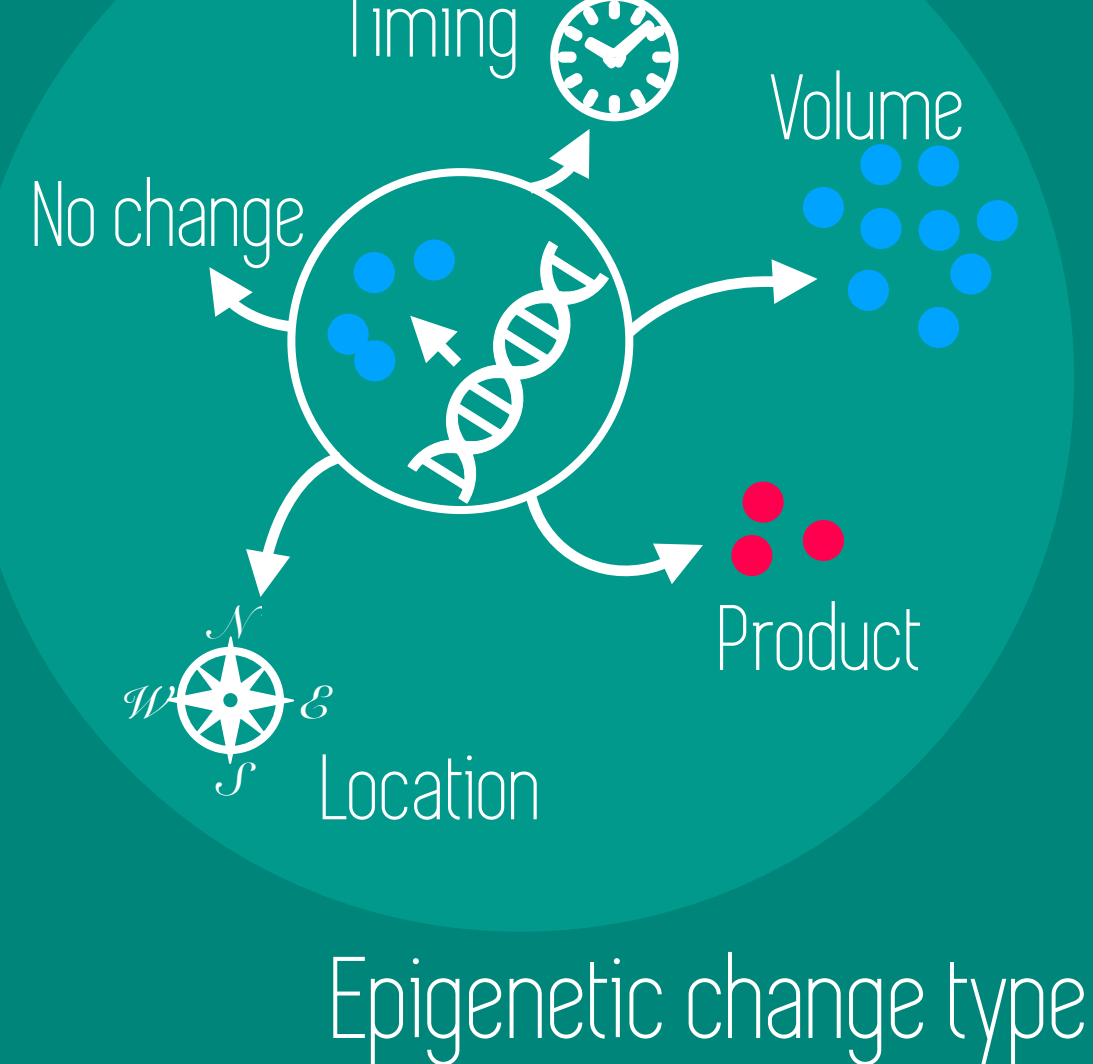 Timing
Volume
No change
Product
N
W E
S
Location
Epigenetic change type